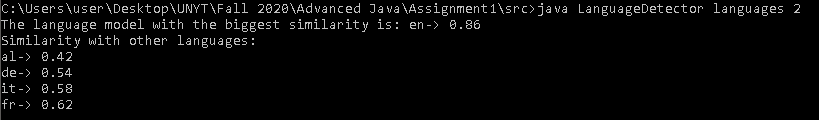 C:\Users\user\Desktop\UNYT\Fall 2020\Advanced Java\Assignment1\src>java LanguageDetector languages 2
The language model with the biggest similarity is: en-> 0.86
Similarity with other languages:
al-> 0.42
de-> 0.54
it-> 0.58
fr-> 0.62